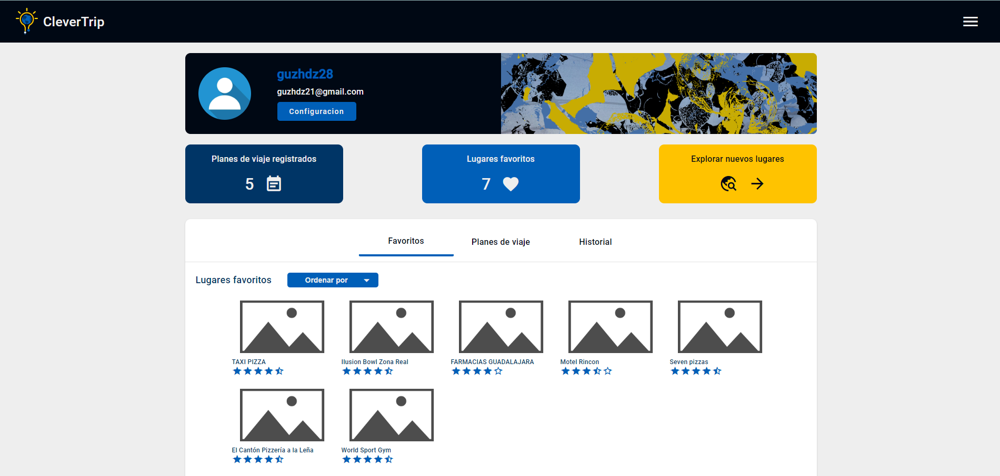 CleverTrip
guzhdz28
guzhdz21@gmail.com
Configuracion
Planes de viaje registrados
5
Lugares favoritos
7
Explorar nuevos lugares
Favoritos
Planes de viaje
Historial
Lugares favoritos
Ordenar por
TAXI PIZZA
Ilusion Bowl Zona Real
FARMACIAS GUADALAJARA
Motel Rincon
Seven pizzas
El Cantón Pizzería a la Leña
World Sport Gym